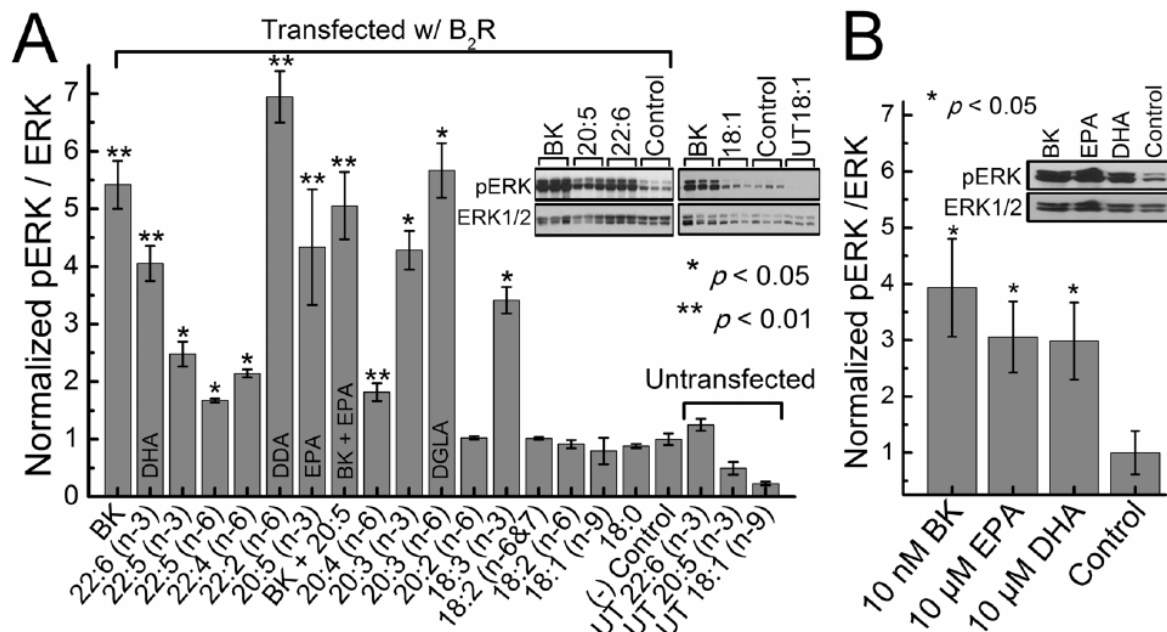 A
Transfected w/ B₂R
Normalized pERK / ERK
7
6
5
4
3
2
1
0
**
**
*
*
*
**
**
**
**
*
*
*
DHA
DDA
EPA
BK + EPA
DGLA
BK
20:5
22:6
Control
BK
18:1
Control
UT18:1
pERK
ERK1/2
* p < 0.05
** p < 0.01
Untransfected
BK
22:6 (n-3)
22:5 (n-3)
22:5 (n-6)
22:4 (n-6)
22:2 (n-6)
20:5 (n-3)
BK + 20:5
20:4 (n-6)
20:3 (n-3)
20:3 (n-6)
20:2 (n-6)
18:3 (n-3)
18:2 (n-6&7)
18:2 (n-6)
18:1 (n-9)
18:0
(-) Control
UT 22:6 (n-3)
UT 20:5 (n-3)
UT 18:1 (n-9)
B
Normalized pERK /ERK
7
6
5
4
3
2
1
* p < 0.05
BK
EPA
DHA
Control
pERK
ERK1/2
*
*
*
10 nM BK
10 µM EPA
10 µM DHA
Control